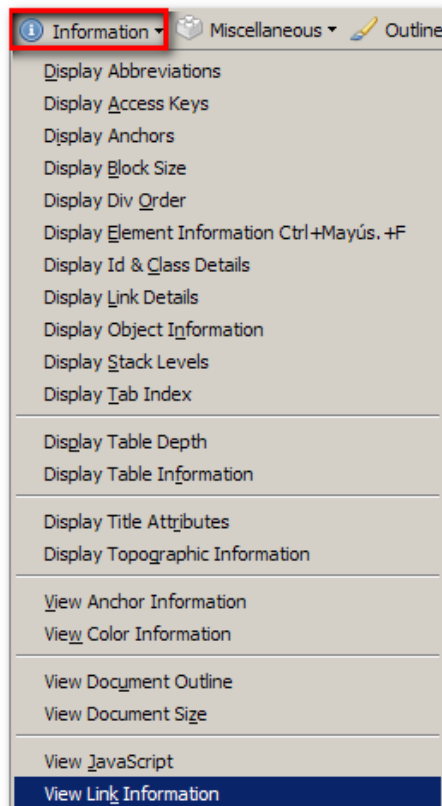 Information Miscellaneous Outline
Display Abbreviations
Display Access Keys
Display Anchors
Display Block Size
Display Div Order
Display Element Information Ctrl+Mayús.+F
Display Id & Class Details
Display Link Details
Display Object Information
Display Stack Levels
Display Tab Index
Display Table Depth
Display Table Information
Display Title Attributes
Display Topographic Information
View Anchor Information
View Color Information
View Document Outline
View Document Size
View JavaScript
View Link Information